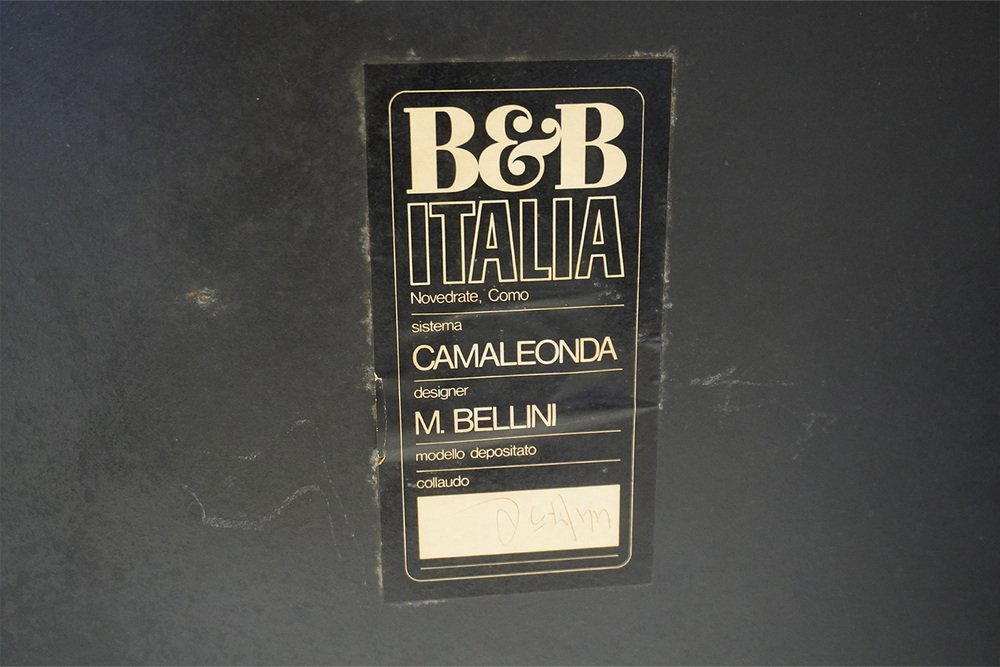 B&B
ITALIA
Novedrate, Como
sistema
CAMALEONDA
designer
M. BELLINI
modello depositato
collaudo